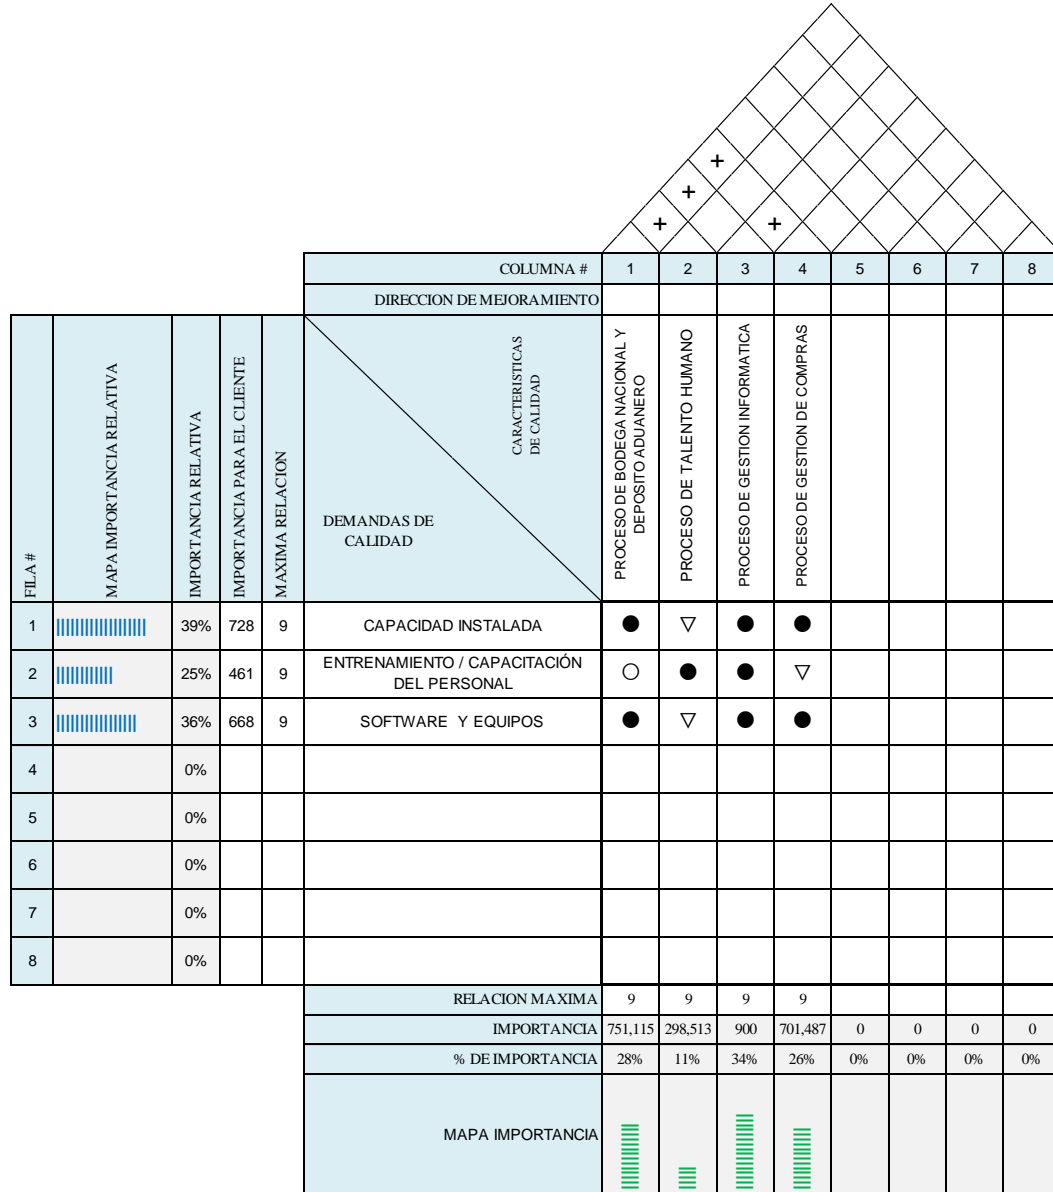 +
+
+ +
COLUMNA # 1 2 3 4 5 6 7 8
DIRECCION DE MEJORAMIENTO
FILA #
MAPA IMPORTANCIA RELATIVA
IMPORTANCIA RELATIVA
IMPORTANCIA PARA EL CLIENTE
MAXIMA RELACION
CARACTERISTICAS
DE CALIDAD
DEMANDAS DE
CALIDAD
PROCESO DE BODEGA NACIONAL Y
DEPOSITO ADUANERO
PROCESO DE TALENTO HUMANO
PROCESO DE GESTION INFORMATICA
PROCESO DE GESTION DE COMPRAS
1 |||||||||||||||||| 39% 728 9 CAPACIDAD INSTALADA ● ▽ ● ●
2 ||||||||||| 25% 461 9 ENTRENAMIENTO / CAPACITACIÓN
DEL PERSONAL ○ ● ● ▽
3 |||||||||||||||| 36% 668 9 SOFTWARE Y EQUIPOS ● ▽ ● ●
4 0%
5 0%
6 0%
7 0%
8 0%
RELACION MAXIMA 9 9 9 9
IMPORTANCIA 751,115 298,513 900 701,487 0 0 0 0
% DE IMPORTANCIA 28% 11% 34% 26% 0% 0% 0% 0%
MAPA IMPORTANCIA